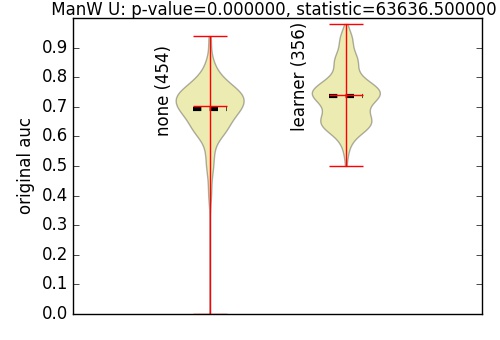 ManW U: p-value=0.000000, statistic=63636.500000
original auc
0.9
0.8
0.7
0.6
0.5
0.4
0.3
0.2
0.1
0.0
none (454)
learner (356)